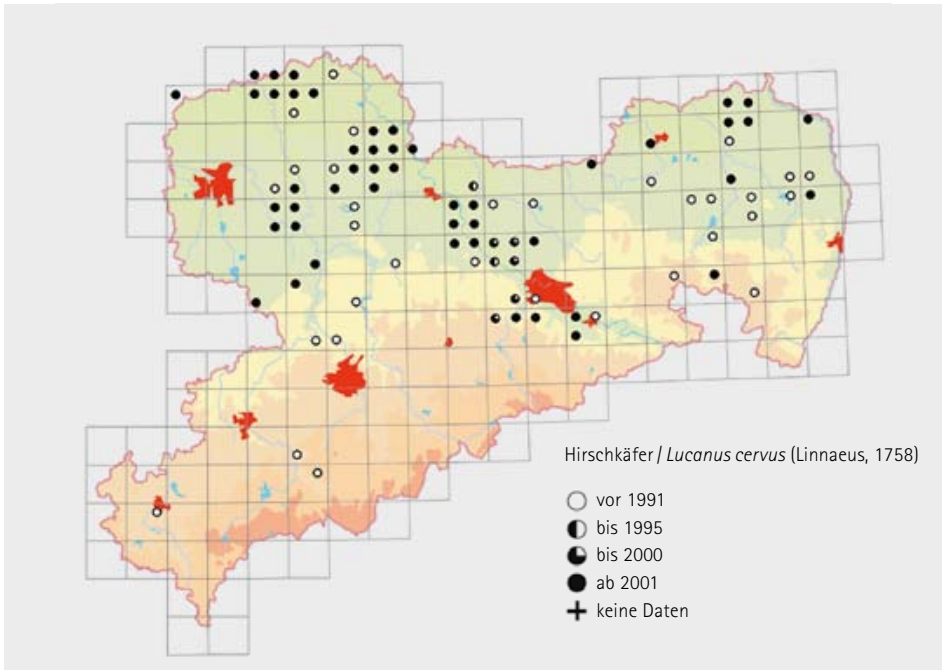 Hirschkäfer / Lucanus cervus (Linnaeus, 1758)
vor 1991
bis 1995
bis 2000
ab 2001
keine Daten